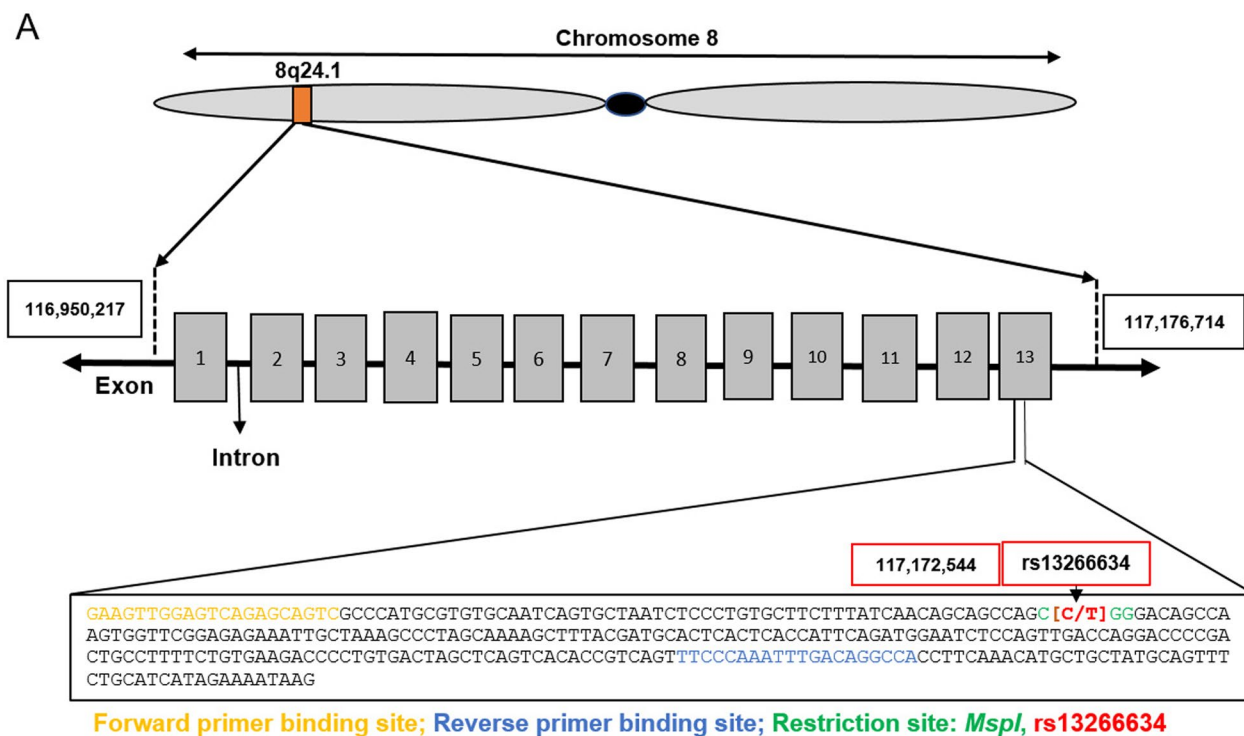 A
Chromosome 8
8q24.1
116,950,217
117,176,714
1 2 3 4 5 6 7 8 9 10 11 12 13
Exon
Intron
117,172,544 rs13266634
GAAGTTGGAGTCAGAGCAGTCGCCCATGCGTGTGCAATCAGTGCTAATCTCCCTGTGCTTCTTTATCAACAGCAGCCAGC[C/T]GGGACAGCCA
AGTGGTTCGGAGAGAAATTGCTAAAGCCCTAGCAAAAGCTTTACGATGCACTCACTCACCATTCAGATGGAATCTCCAGTTGACCAGGACCCCGA
CTGCCTTTTCTGTGAAGACCCCTGTGACTAGCTCAGTCACACCGTCAGTTTCCCAAATTTGACAGGCCACCTTCAAACATGCTGCTATGCAGTTT
CTGCATCATAGAAAATAAG
Forward primer binding site; Reverse primer binding site; Restriction site: MspI, rs13266634